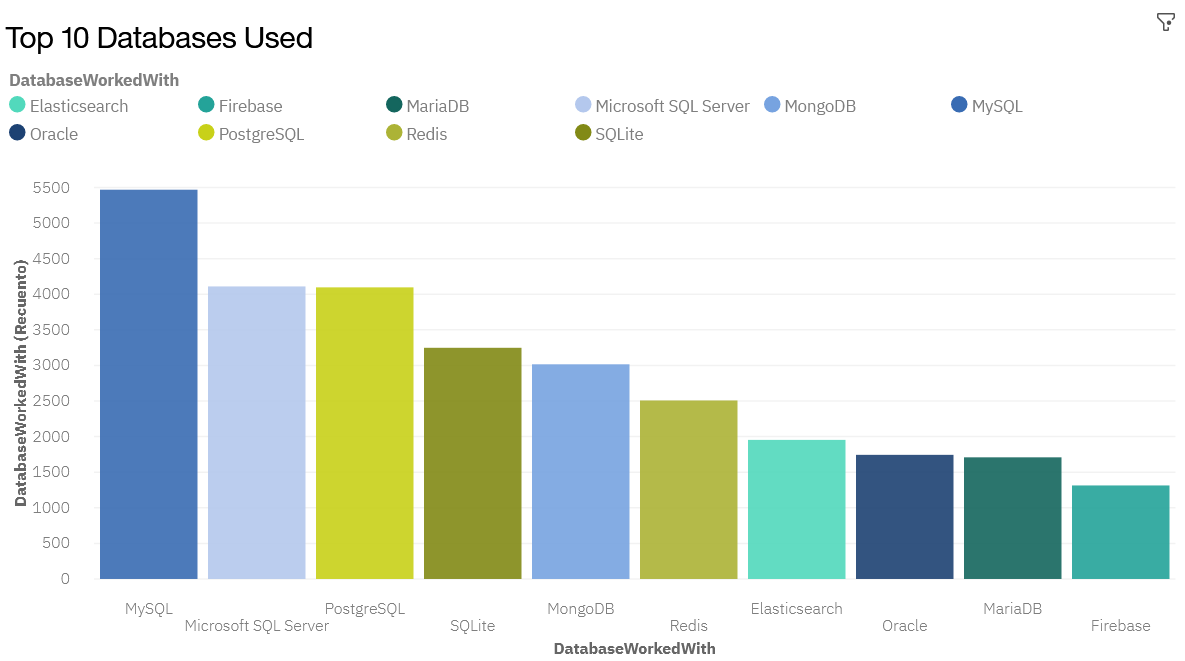 Top 10 Databases Used
DatabaseWorkedWith
Elasticsearch Firebase MariaDB Microsoft SQL Server MongoDB MySQL
Oracle PostgreSQL Redis SQLite
DatabaseWorkedWith (Recuento)
5500
5000
4500
4000
3500
3000
2500
2000
1500
1000
500
0
MySQL PostgreSQL MongoDB Elasticsearch MariaDB
Microsoft SQL Server SQLite Redis Oracle Firebase
DatabaseWorkedWith